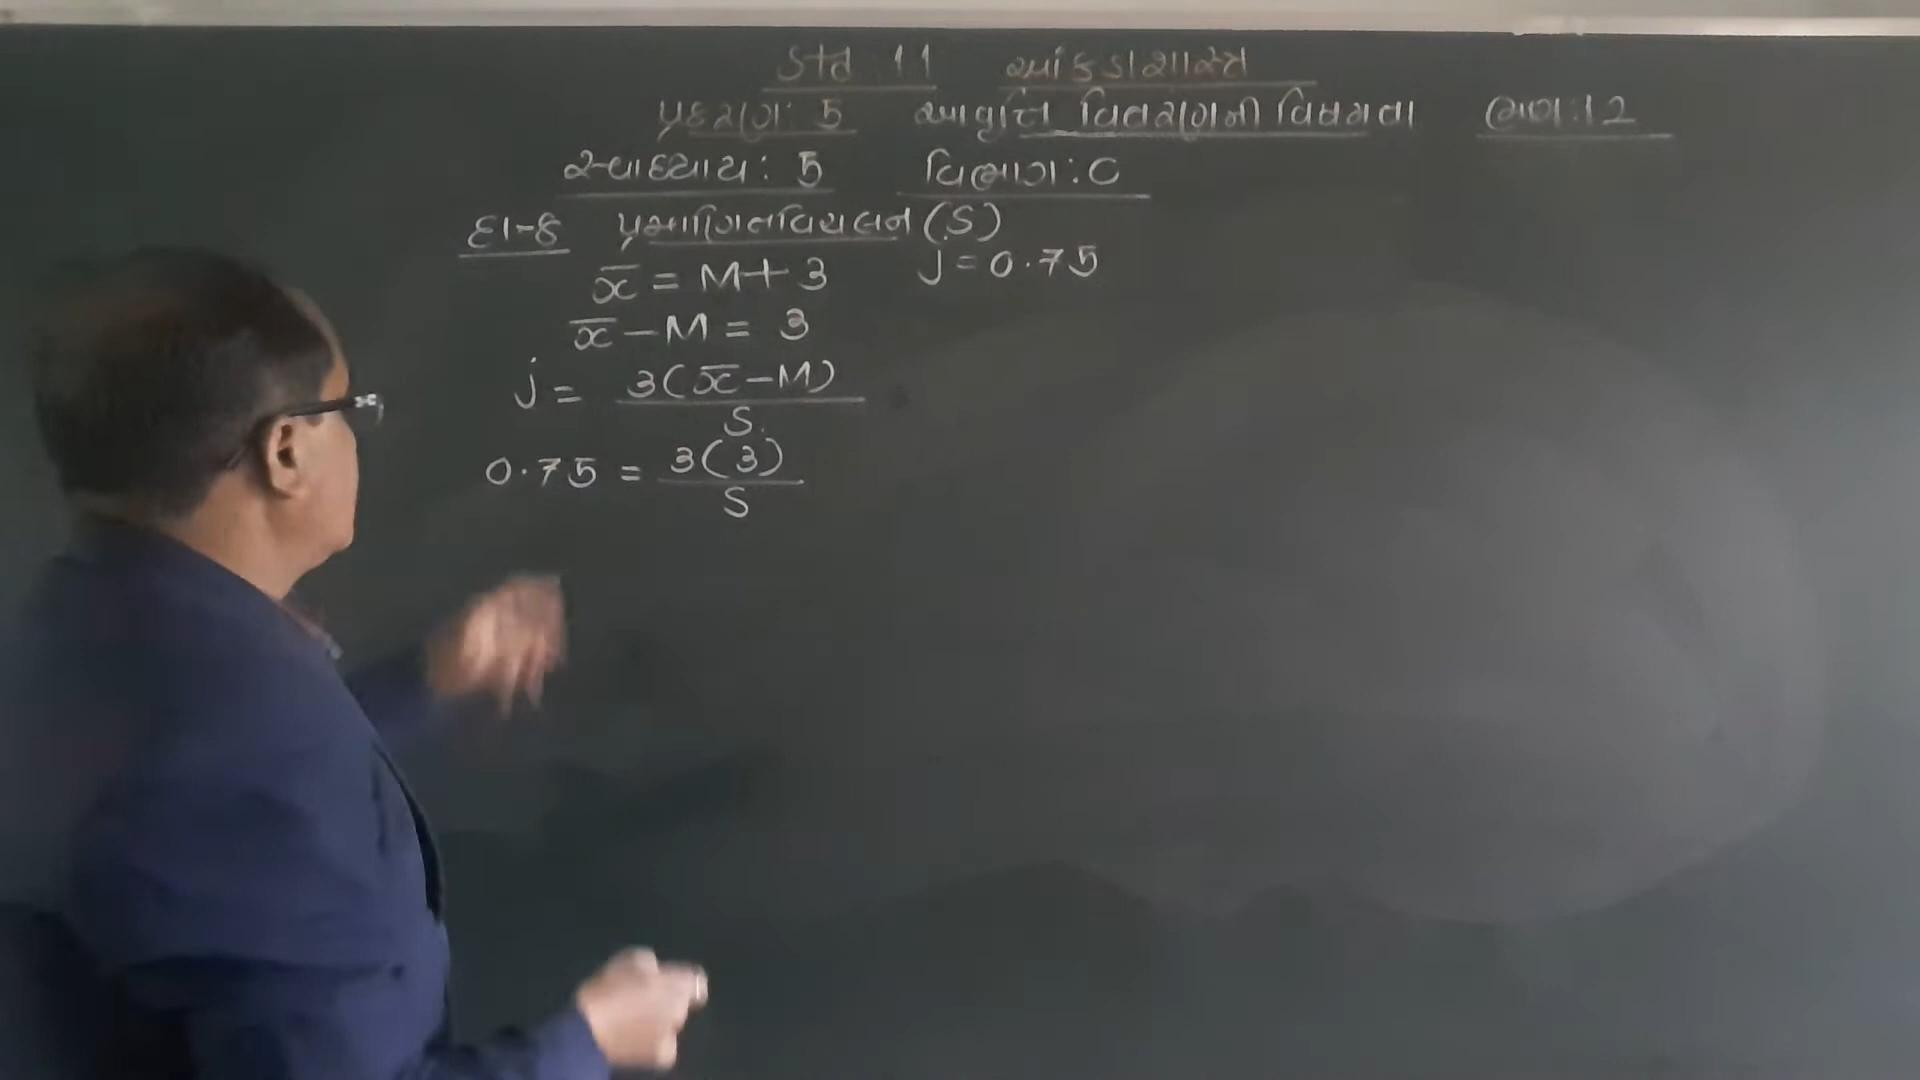 Std : 11 આંકડાશાસ્ત્ર
પ્રકરણ : 5 આવૃત્તિ વિતરણની વિષમતા ભાગ : 12
સ્વાધ્યાય : 5 વિભાગ : C
દા-8 પ્રમાણિતવિચલન (S)
x̄ = M + 3 j = 0.75
x̄ – M = 3
j = 3(x̄ – M) / S.
0.75 = 3(3) / S